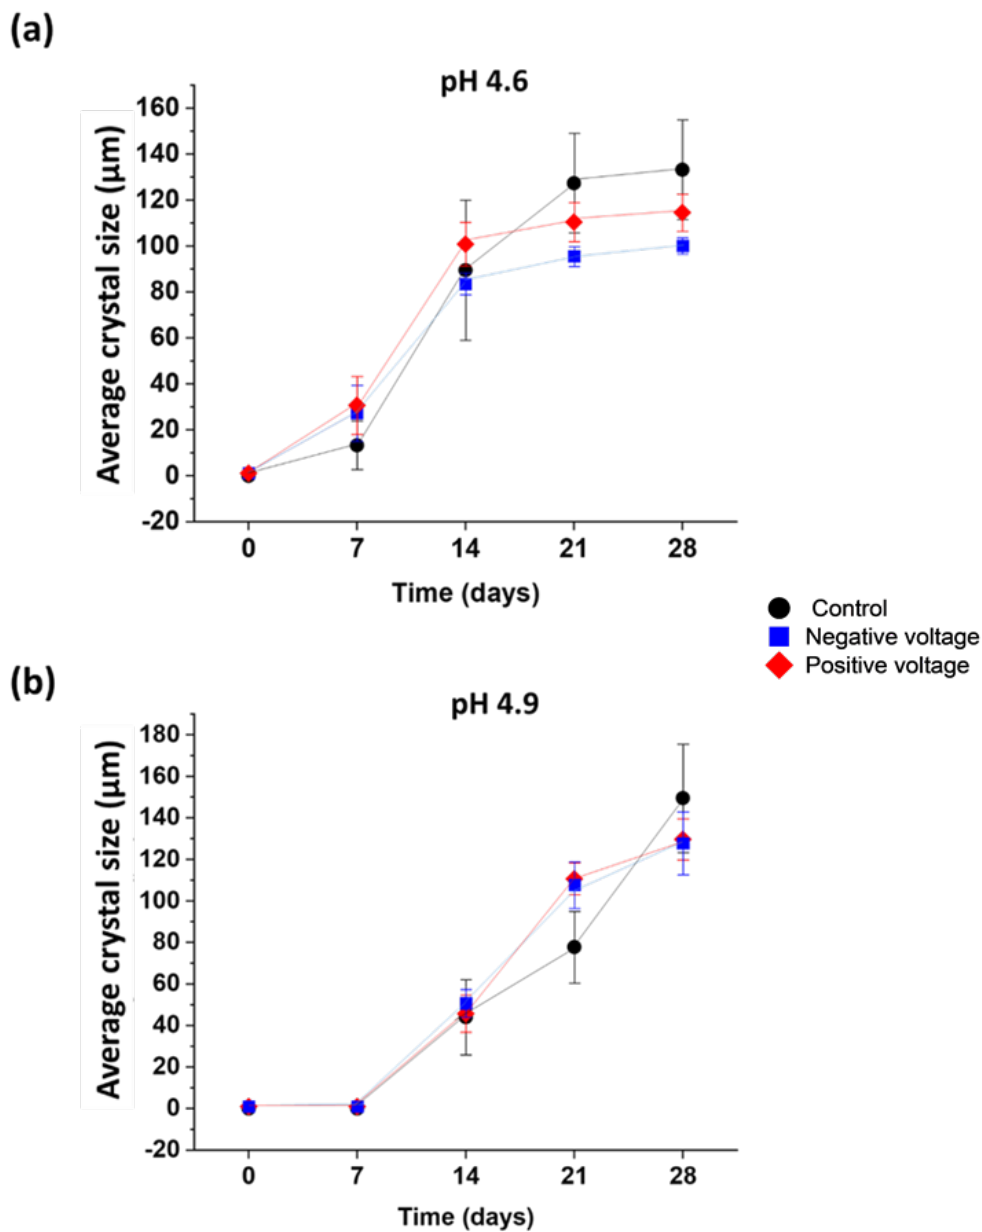 (a)
pH 4.6
Average crystal size (µm)
160
140
120
100
80
60
40
20
0
-20
0 7 14 21 28
Time (days)
Control
Negative voltage
Positive voltage
(b)
pH 4.9
Average crystal size (µm)
180
160
140
120
100
80
60
40
20
0
-20
0 7 14 21 28
Time (days)